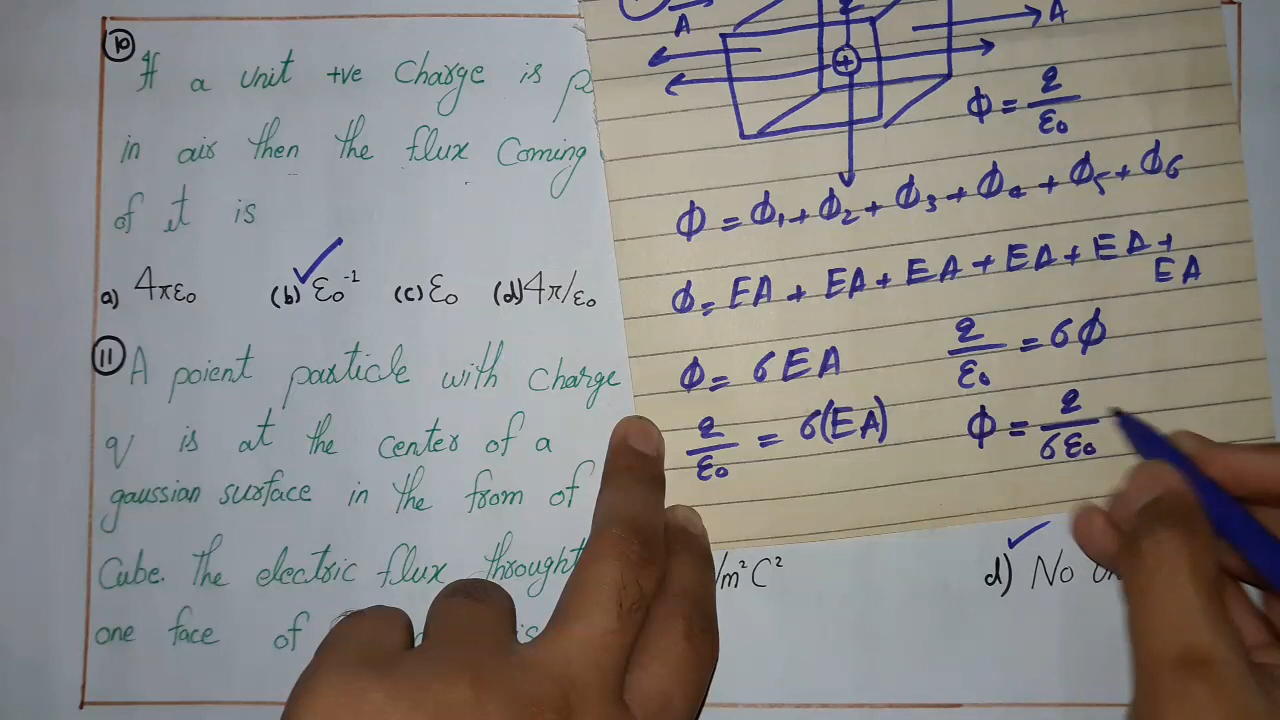 10
If a unit +ve Charge is
in air then the flux Coming
of it is
a) 4πε₀ (b) ε₀⁻¹ (c) ε₀ (d) 4π/ε₀
11
A poient particle with charge
q is at the center of a
gaussian surface in the from of
Cube. The electric flux throught
one face of
A A
+
ϕ = q/ε₀
ϕ = ϕ₁ + ϕ₂ + ϕ₃ + ϕ₄ + ϕ₅ + ϕ₆
ϕ = EA + EA + EA + EA + EA +
EA
ϕ = 6EA q/ε₀ = 6ϕ
q/ε₀ = 6(EA) ϕ = q/6ε₀
/m²C² d) No